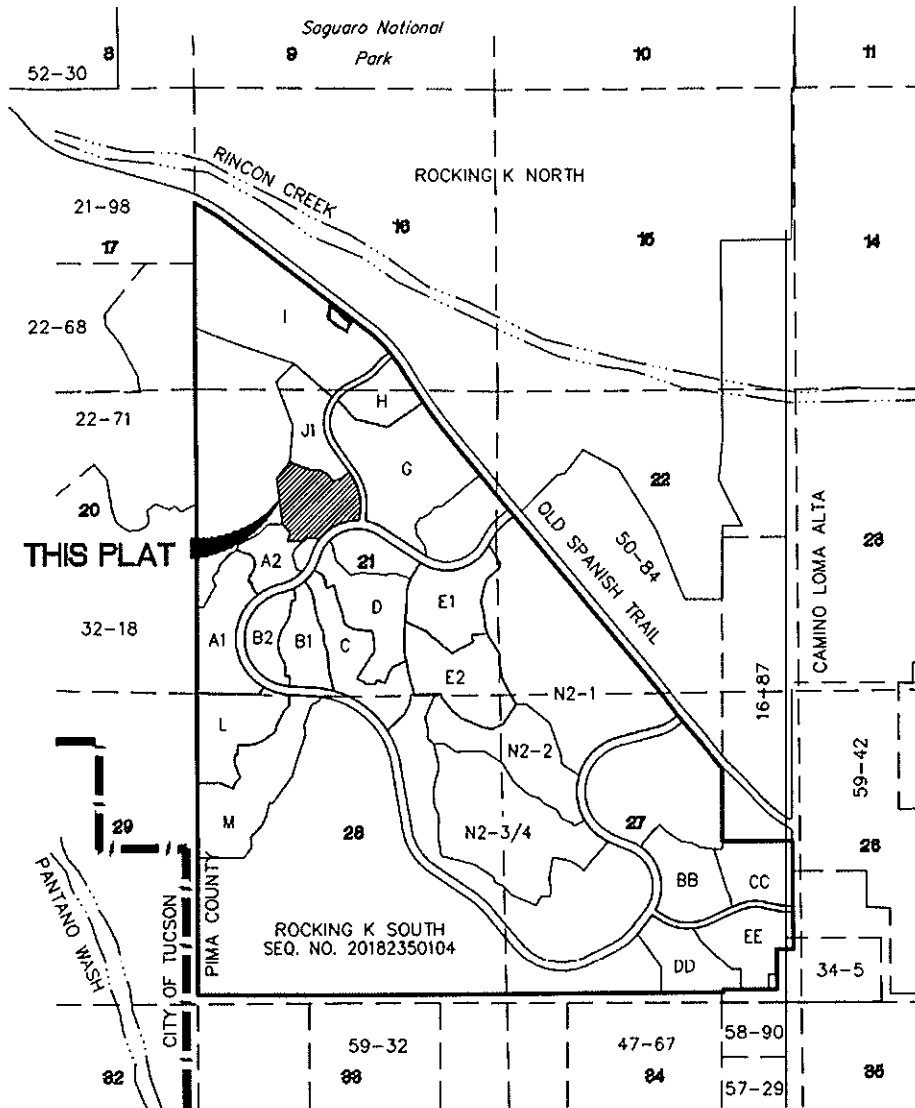 Saguaro National
Park
8
9
10
11
52-30
RINCON CREEK
ROCKING K NORTH
21-98
16
15
14
17
I
22-68
H
22-71
J1
G
22
20
OLD SPANISH TRAIL
50-84
CAMINO LOMA ALTA
23
THIS PLAT
A2
21
D
E1
32-18
A1
B2
B1
C
E2
N2-1
16-87
L
N2-2
59-42
29
M
28
N2-3/4
27
26
BB
CC
PANTANO WASH
CITY OF TUCSON
PIMA COUNTY
ROCKING K SOUTH
SEQ. NO. 20182350104
EE
DD
34-5
59-32
47-67
58-90
32
33
34
57-29
35